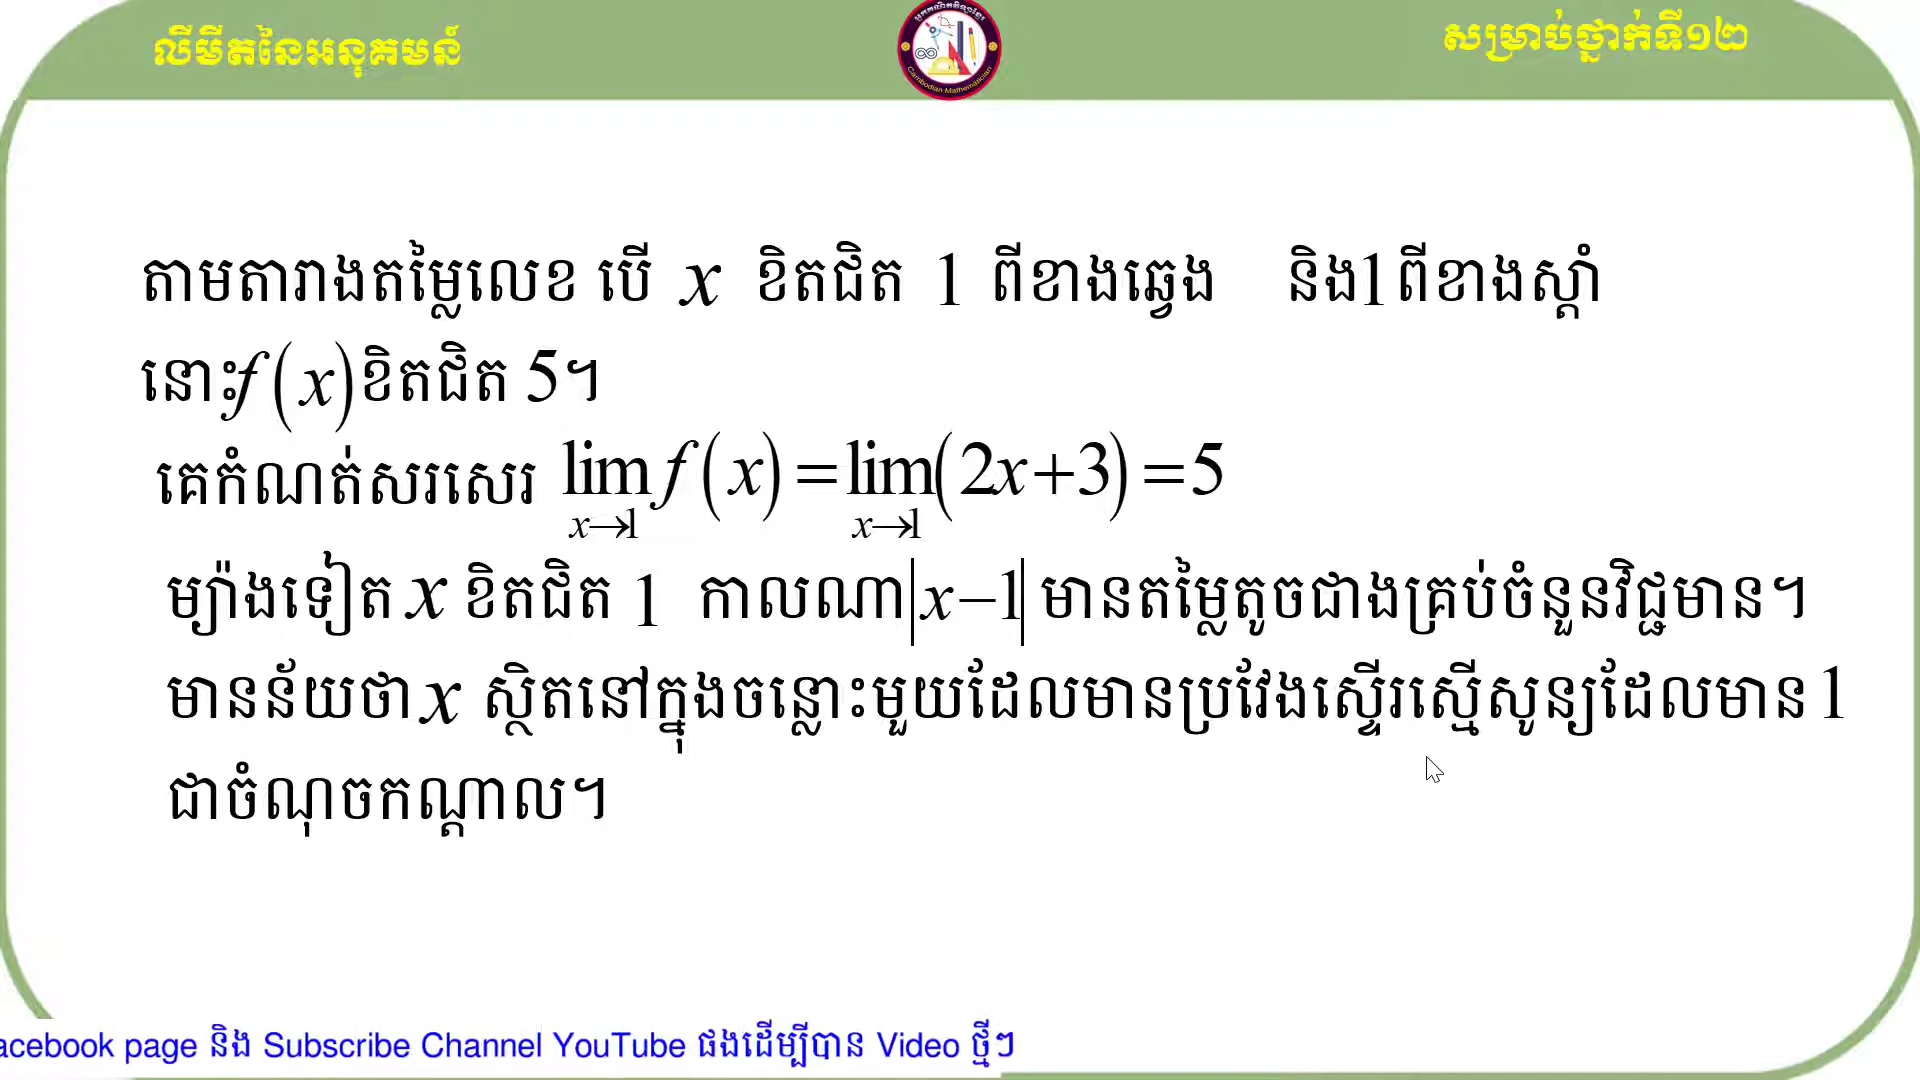 លីមីតនៃអនុគមន៍
សម្រាប់ថ្នាក់ទី១២
Cambodian Mathematician
តាមតារាងតម្លៃលេខ បើ x ខិតជិត 1 ពីខាងឆ្វេង និង1ពីខាងស្តាំ
នោះf(x)ខិតជិត 5។
គេកំណត់សរសេរ lim f(x)=lim(2x+3)=5
x→1 x→1
ម្យ៉ាងទៀត x ខិតជិត 1 កាលណា|x−1| មានតម្លៃតូចជាងគ្រប់ចំនួនវិជ្ជមាន។
មានន័យថា x ស្ថិតនៅក្នុងចន្លោះមួយដែលមានប្រវែងស្ទើរស្មើសូន្យដែលមាន1
ជាចំណុចកណ្តាល។
acebook page និង Subscribe Channel YouTube ផងដើម្បីបាន Video ថ្មីៗ